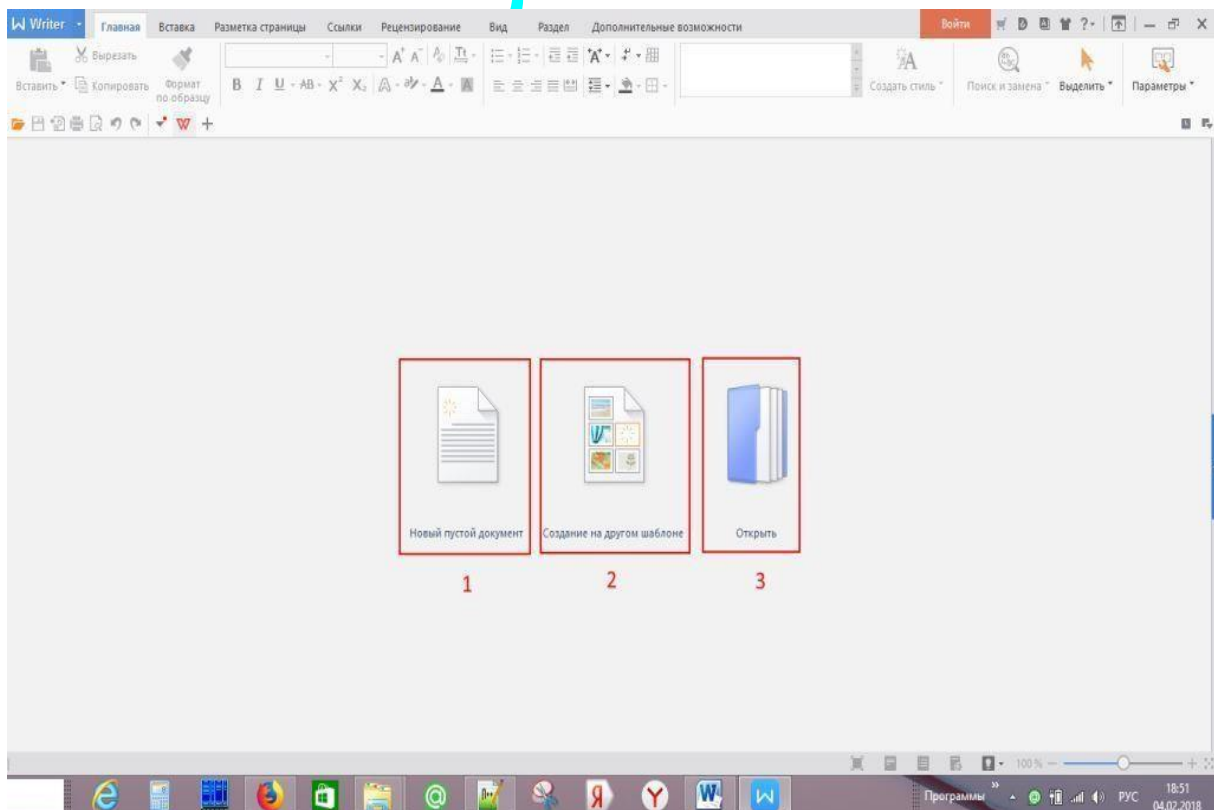 Writer
Главная Вставка Разметка страницы Ссылки Рецензирование Вид Раздел Дополнительные возможности
Войти
Вставить
Вырезать
Копировать
Формат
по образцу
Создать стиль
Поиск и замена
Выделить
Параметры
Новый пустой документ
Создание на другом шаблоне
Открыть
1
2
3
100 %
Программы
РУС
18:51
04.02.2018